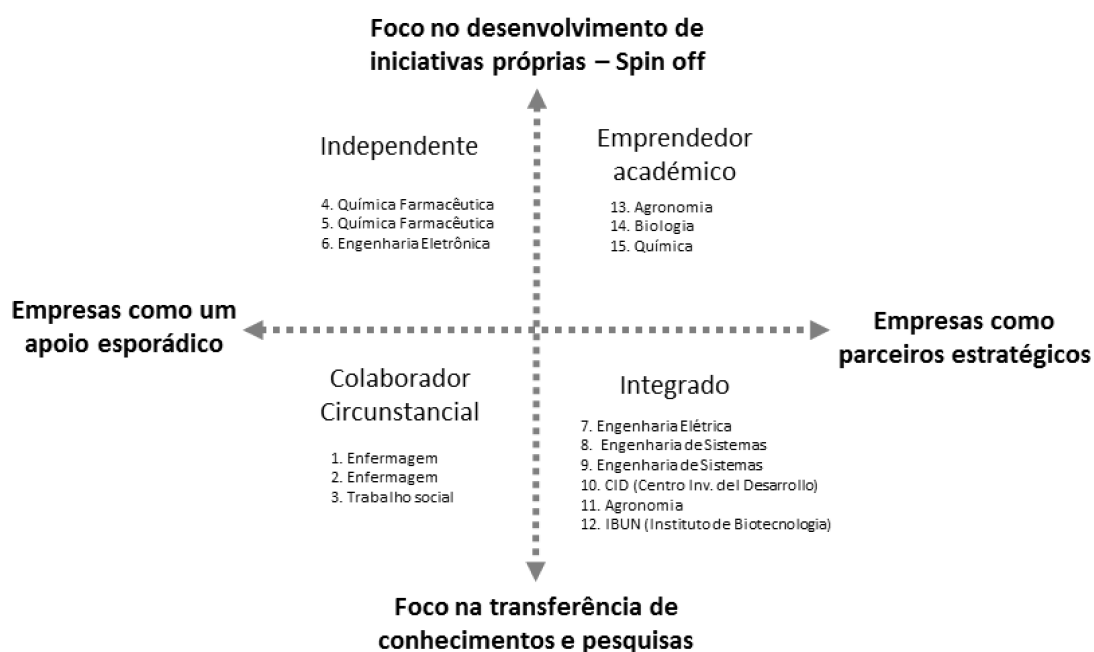 Foco no desenvolvimento de
iniciativas próprias – Spin off
Independente
4. Química Farmacêutica
5. Química Farmacêutica
6. Engenharia Eletrônica
Emprendedor
académico
13. Agronomia
14. Biologia
15. Química
Empresas como um
apoio esporádico
Empresas como
parceiros estratégicos
Colaborador
Circunstancial
1. Enfermagem
2. Enfermagem
3. Trabalho social
Integrado
7. Engenharia Elétrica
8. Engenharia de Sistemas
9. Engenharia de Sistemas
10. CID (Centro Inv. del Desarrollo)
11. Agronomia
12. IBUN (Instituto de Biotecnologia)
Foco na transferência de
conhecimentos e pesquisas